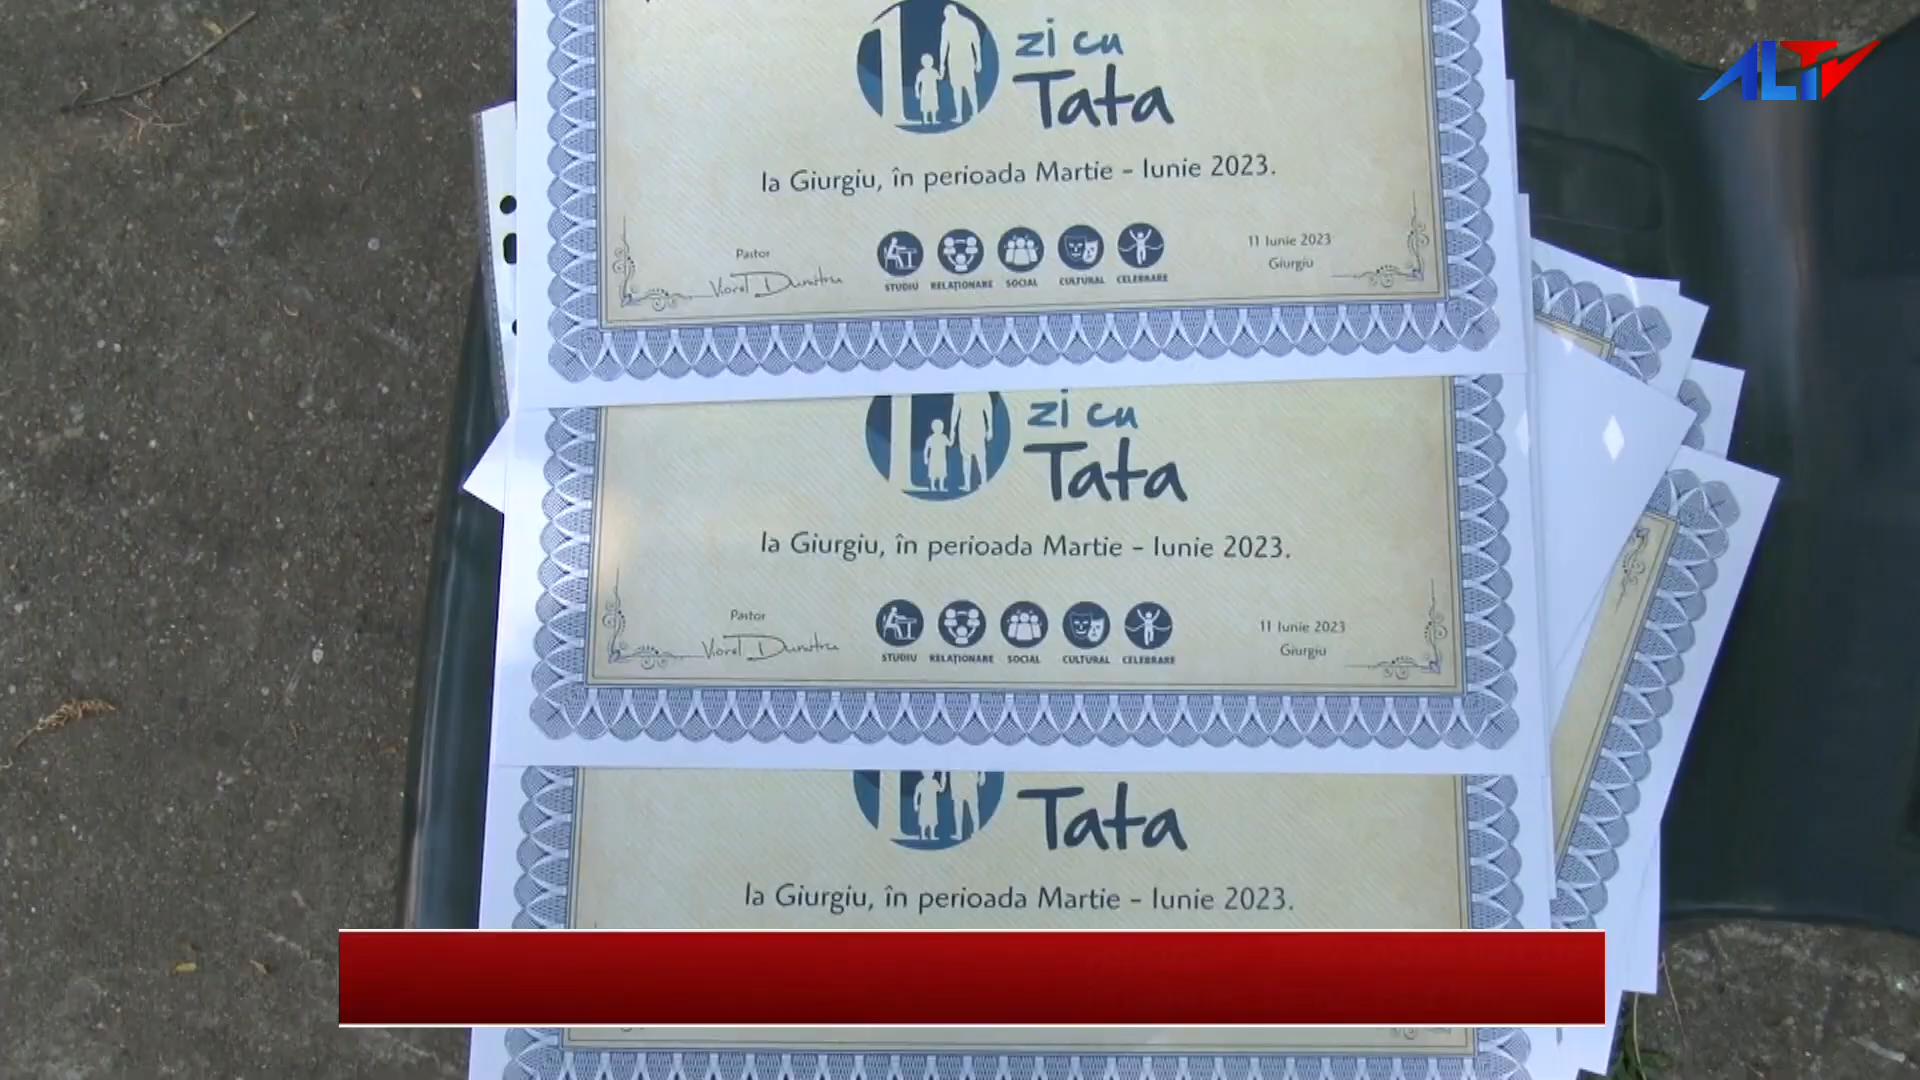 ALTV
zi cu
Tata
la Giurgiu, în perioada Martie - Iunie 2023.
Pastor
Viorel Dumitru
STUDIU RELAȚIONARE SOCIAL CULTURAL CELEBRARE
11 Iunie 2023
Giurgiu
zi cu
Tata
la Giurgiu, în perioada Martie - Iunie 2023.
Pastor
Viorel Dumitru
STUDIU RELAȚIONARE SOCIAL CULTURAL CELEBRARE
11 Iunie 2023
Giurgiu
Tata
la Giurgiu, în perioada Martie - Iunie 2023.